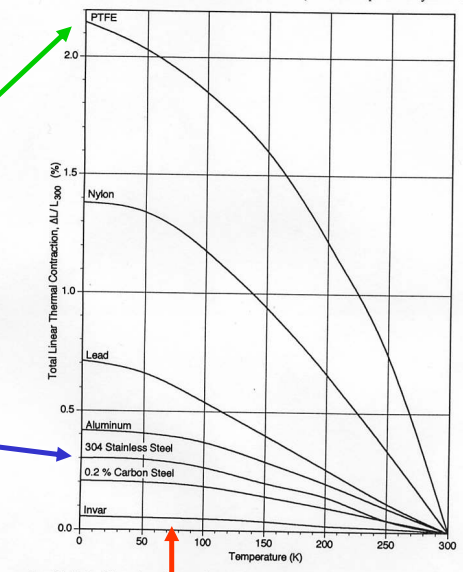 PTFE
2.0
1.5
Nylon
1.0
Lead
0.5
Aluminum
304 Stainless Steel
0.2 % Carbon Steel
Invar
0.0
0 50 100 150 200 250 300
Temperature (K)
Total Linear Thermal Contraction, ΔL/ L300 (%)